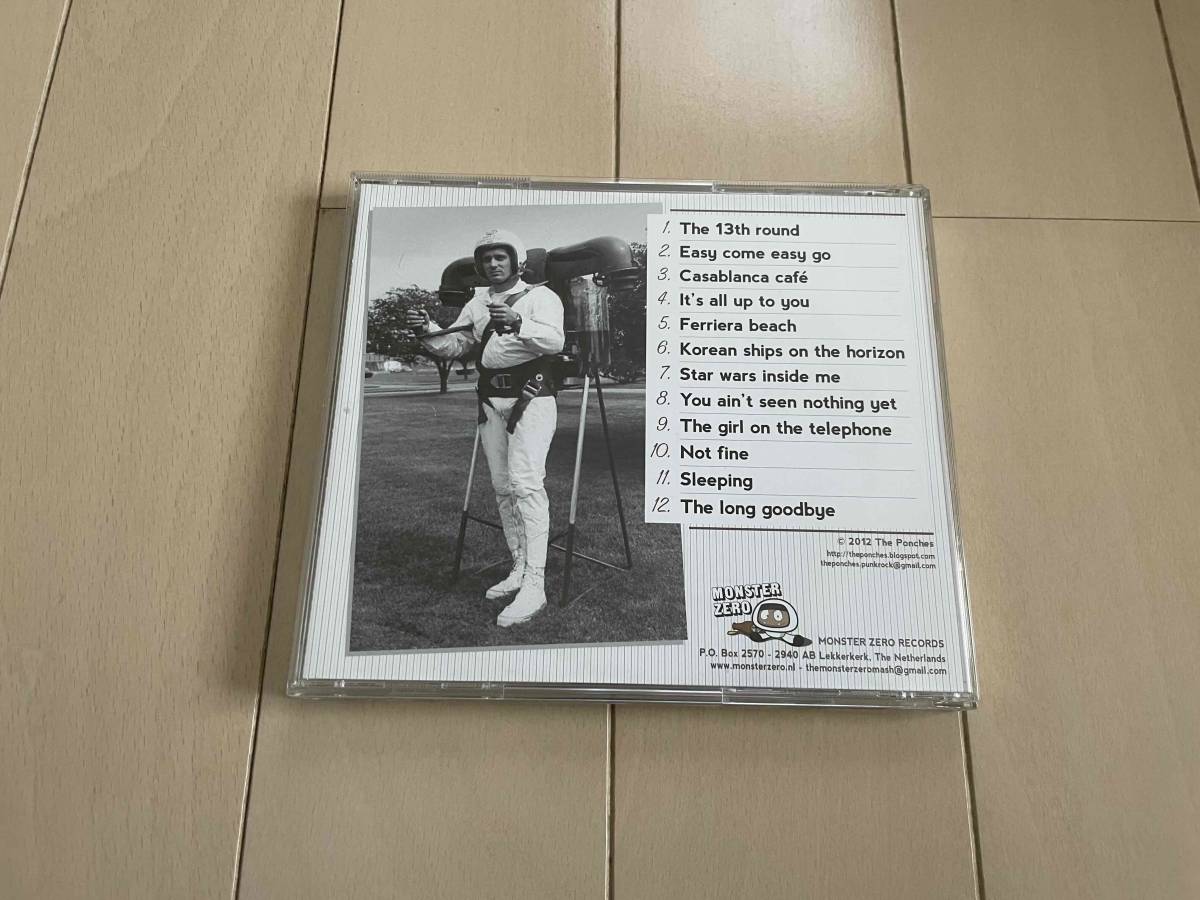 1. The 13th round
2. Easy come easy go
3. Casablanca café
4. It's all up to you
5. Ferriera beach
6. Korean ships on the horizon
7. Star wars inside me
8. You ain't seen nothing yet
9. The girl on the telephone
10. Not fine
11. Sleeping
12. The long goodbye
© 2012 The Ponches
http://theponches.blogspot.com
theponches.punkrock@gmail.com
MONSTER
ZERO
MONSTER ZERO RECORDS
P.O. Box 2570 - 2940 AB Lekkerkerk, The Netherlands
www.monsterzero.nl - themonsterzeromash@gmail.com